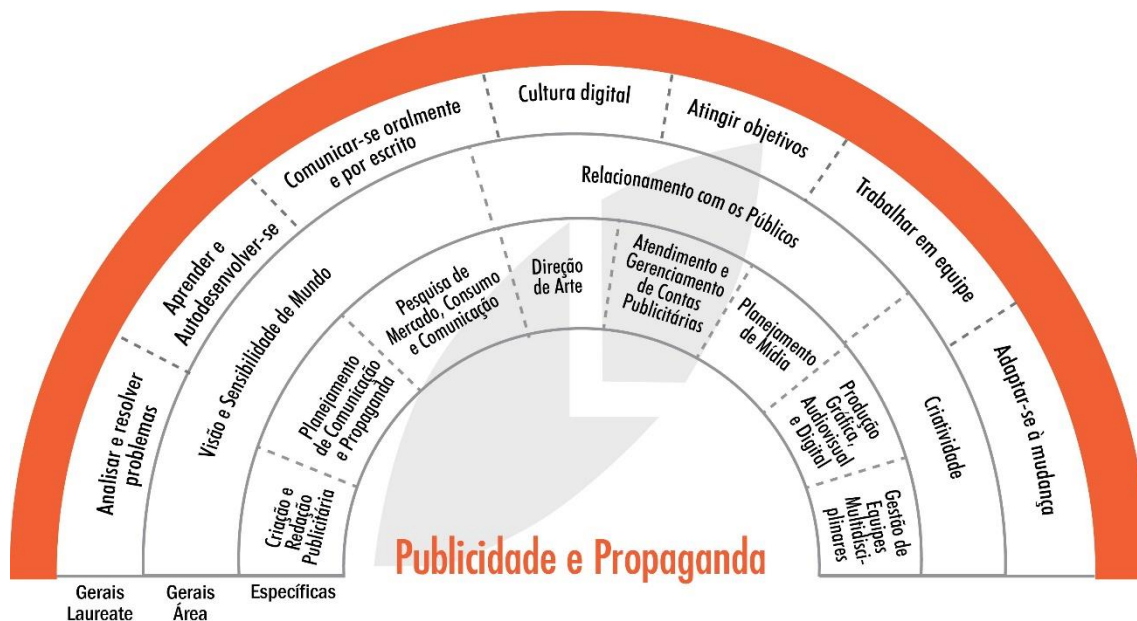 Analisar e resolver
problemas
Aprender e
Autodesenvolver-se
Comunicar-se oralmente
e por escrito
Cultura digital
Atingir objetivos
Trabalhar em equipe
Adaptar-se à mudança
Visão e Sensibilidade de Mundo
Relacionamento com os Públicos
Criatividade
Criação e
Redação
Publicitária
Planejamento
de Comunicação
e Propaganda
Pesquisa de
Mercado, Consumo
e Comunicação
Direção
de Arte
Atendimento e
Gerenciamento
de Contas
Publicitárias
Planejamento
de Mídia
Produção
Gráfica,
Audiovisual
e Digital
Gestão de
Equipes
Multidisci-
plinares
Publicidade e Propaganda
Gerais
Laureate
Gerais
Área
Específicas